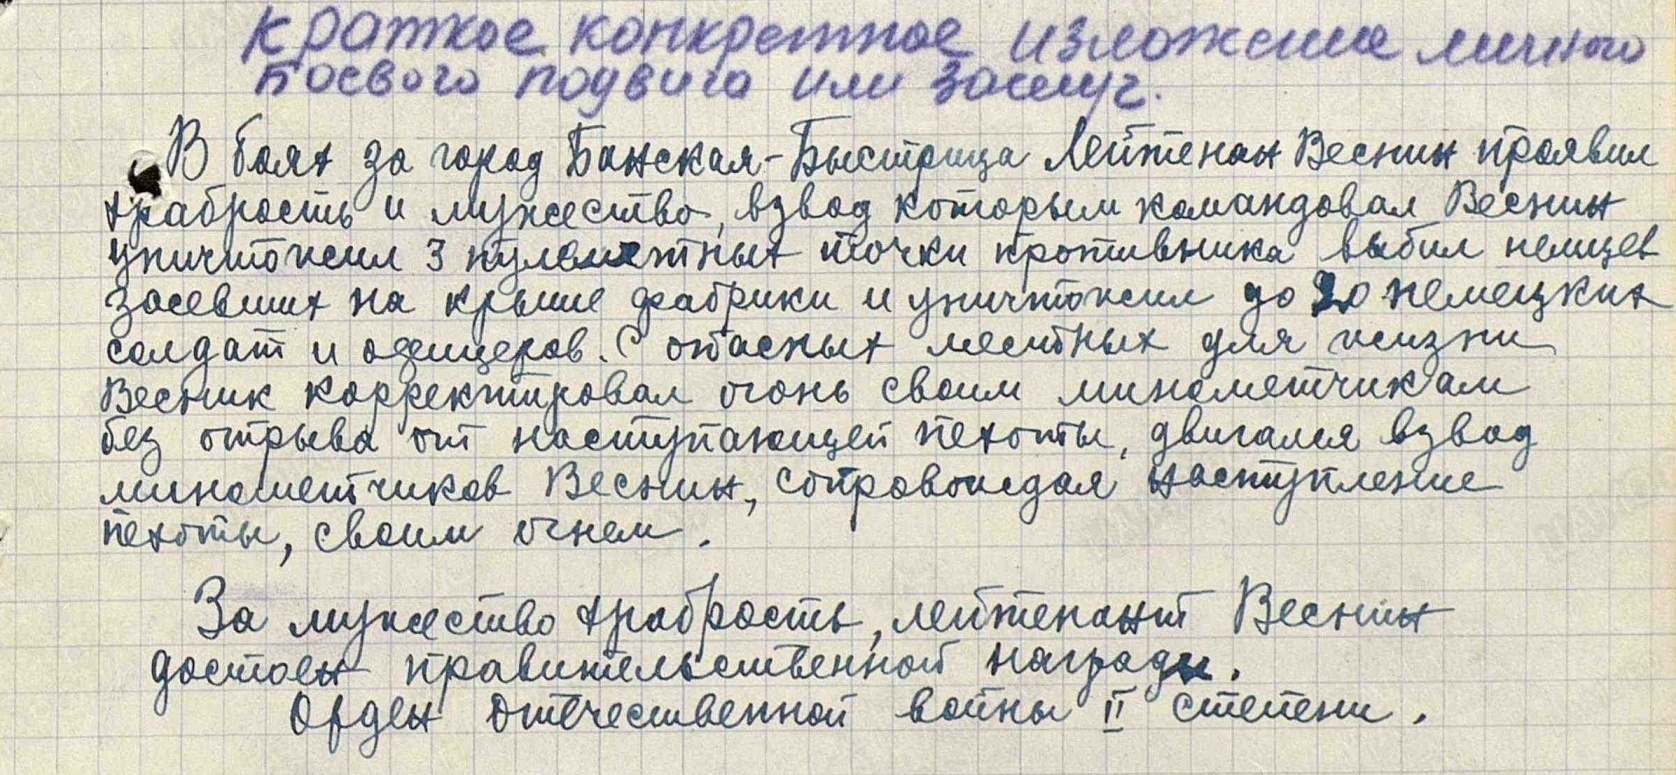 Краткое конкретное изложение личного
боевого подвига или заслуг.
В боях за город Банская-Быстрица Лейтенан Веснин проявил
храбрость и мужество, взвод которым командовал Веснин
уничтожил 3 пулеметных точки противника выбил немцев
засевших на крыше фабрики и уничтожил до 20 немецких
солдат и офицеров. С опасных местных для жизни
Веснин корректировал огонь своим минометчикам
без отрыва от наступающей пехоты, двигался взвод
минометчиков Веснин, сопровождая наступление
пехоты, своим огнем.
За мужество храбрость, лейтенант Веснин
достоен правительственной награды.
Орден Отечественной войны II степени.